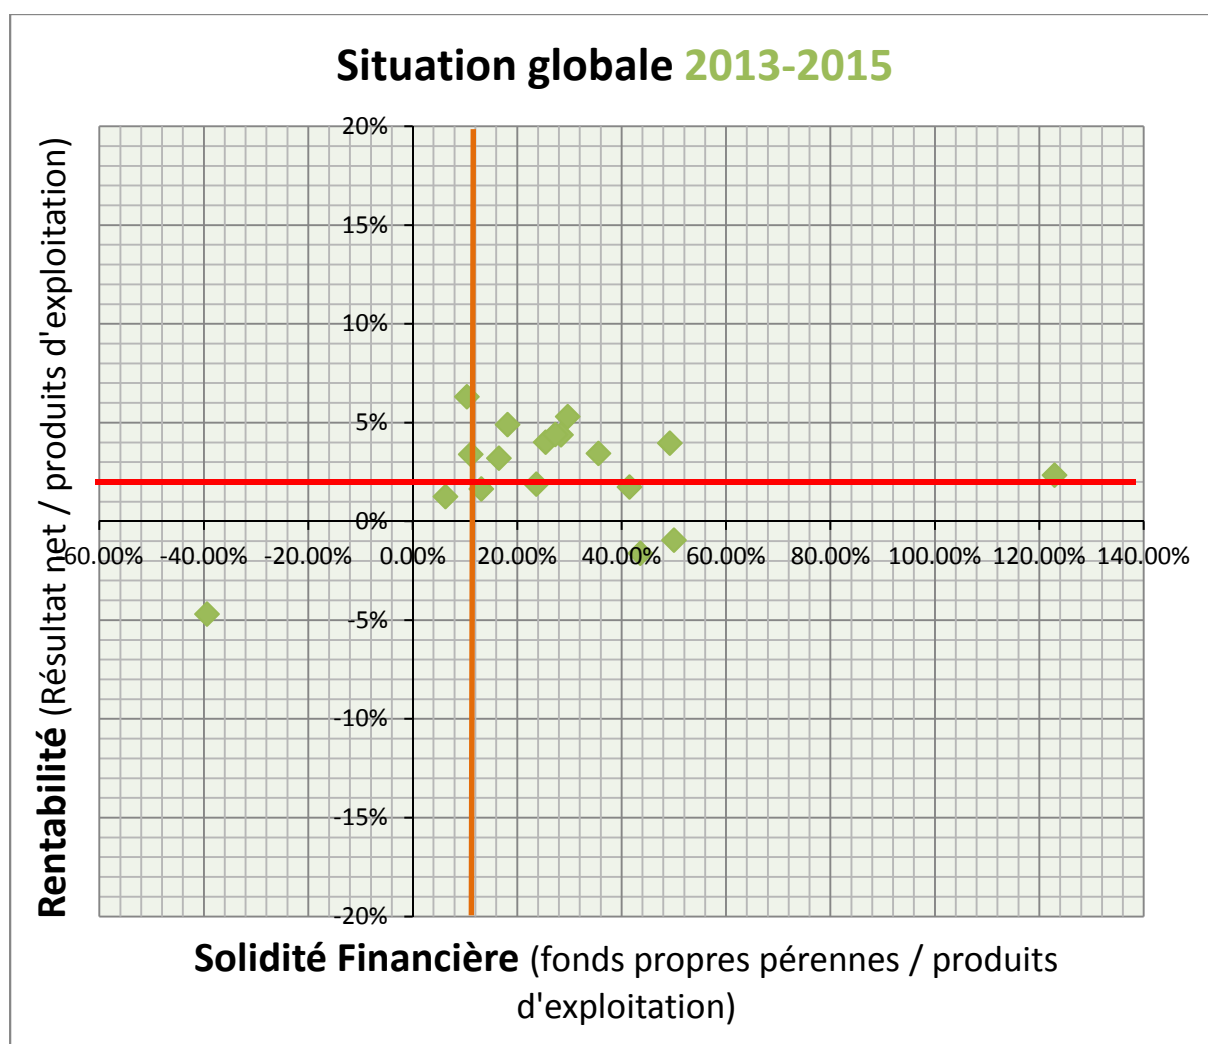 Situation globale 2013-2015
Rentabilité (Résultat net / produits d'exploitation)
20%
15%
10%
5%
0%
-5%
-10%
-15%
-20%
60.00% -40.00% -20.00% 0.00% 20.00% 40.00% 60.00% 80.00% 100.00% 120.00% 140.00%
Solidité Financière (fonds propres pérennes / produits
d'exploitation)